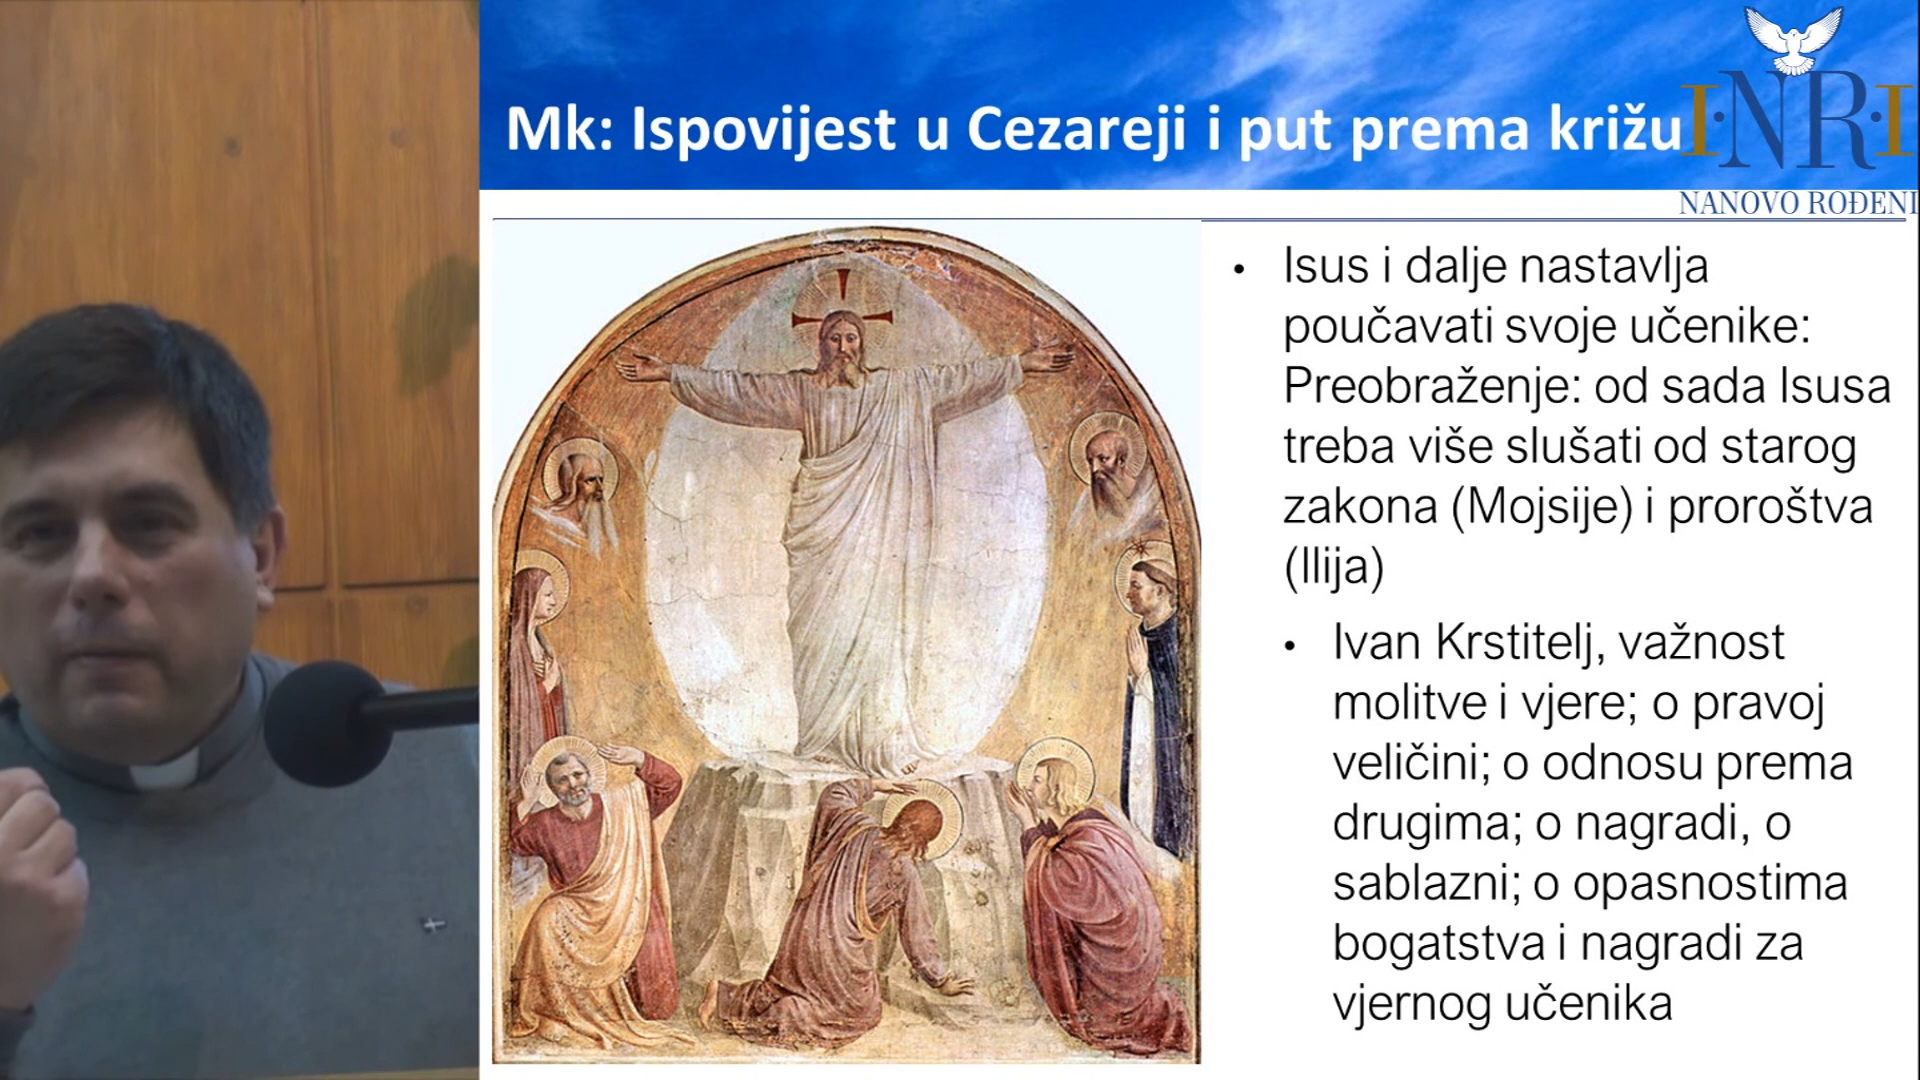 Mk: Ispovijest u Cezareji i put prema križu
I·NR·I
NANOVO ROĐENI
• Isus i dalje nastavlja
poučavati svoje učenike:
Preobraženje: od sada Isusa
treba više slušati od starog
zakona (Mojsije) i proroštva
(Ilija)
• Ivan Krstitelj, važnost
molitve i vjere; o pravoj
veličini; o odnosu prema
drugima; o nagradi, o
sablazni; o opasnostima
bogatstva i nagradi za
vjernog učenika